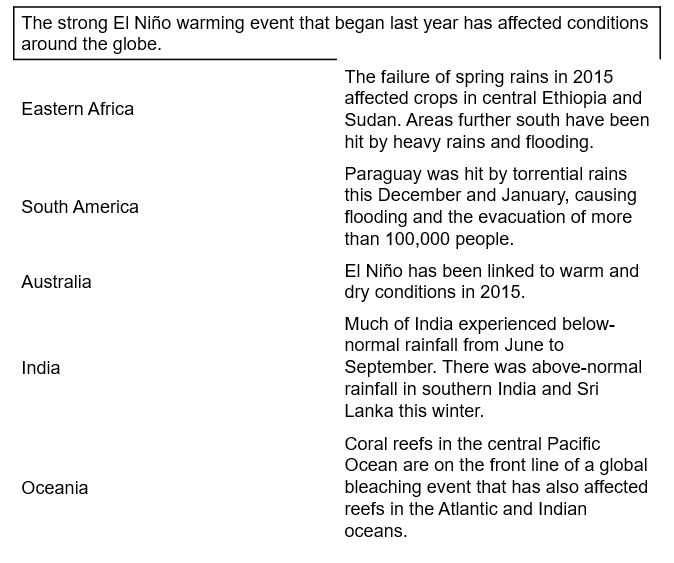 The strong El Niño warming event that began last year has affected conditions
around the globe.
Eastern Africa
The failure of spring rains in 2015
affected crops in central Ethiopia and
Sudan. Areas further south have been
hit by heavy rains and flooding.
South America
Paraguay was hit by torrential rains
this December and January, causing
flooding and the evacuation of more
than 100,000 people.
Australia
El Niño has been linked to warm and
dry conditions in 2015.
India
Much of India experienced below-
normal rainfall from June to
September. There was above-normal
rainfall in southern India and Sri
Lanka this winter.
Oceania
Coral reefs in the central Pacific
Ocean are on the front line of a global
bleaching event that has also affected
reefs in the Atlantic and Indian
oceans.